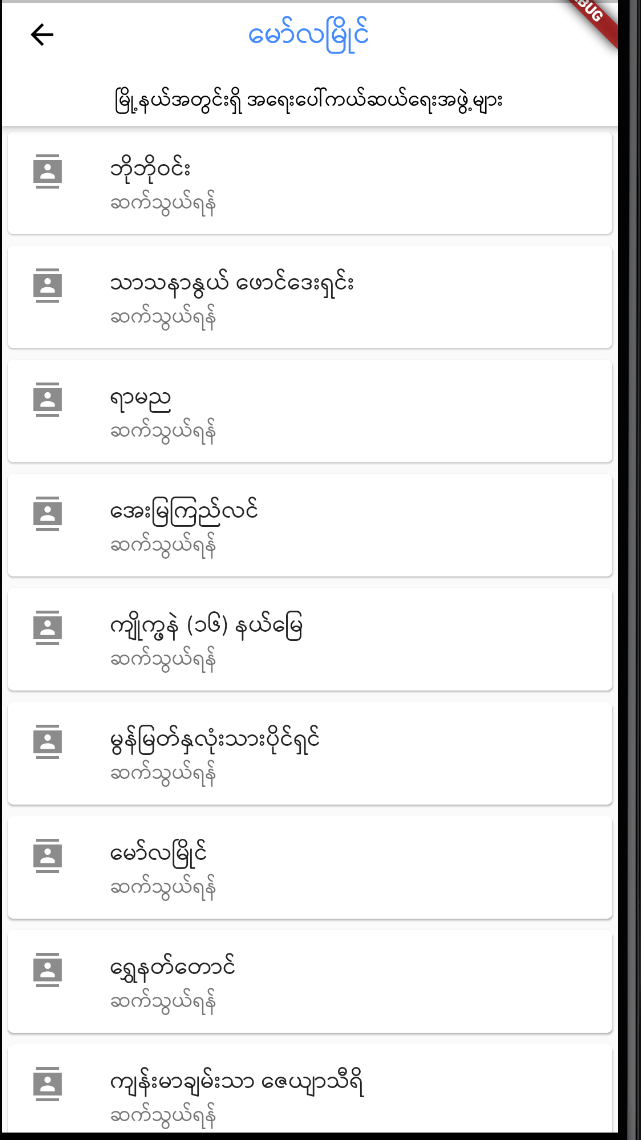 မော်လမြိုင်
မြို့နယ်အတွင်းရှိ အရေးပေါ်ကယ်ဆယ်ရေးအဖွဲ့များ
ဘိုဘိုဝင်း
ဆက်သွယ်ရန်
သာသနာနွယ် ဖောင်ဒေးရှင်း
ဆက်သွယ်ရန်
ရာမည
ဆက်သွယ်ရန်
အေးမြကြည်လင်
ဆက်သွယ်ရန်
ကျိုက္ခနဲ (၁၆) နယ်မြေ
ဆက်သွယ်ရန်
မွန်မြတ်နှလုံးသားပိုင်ရှင်
ဆက်သွယ်ရန်
မော်လမြိုင်
ဆက်သွယ်ရန်
ရွှေနတ်တောင်
ဆက်သွယ်ရန်
ကျန်းမာချမ်းသာ ဇေယျာသီရိ
ဆက်သွယ်ရန်